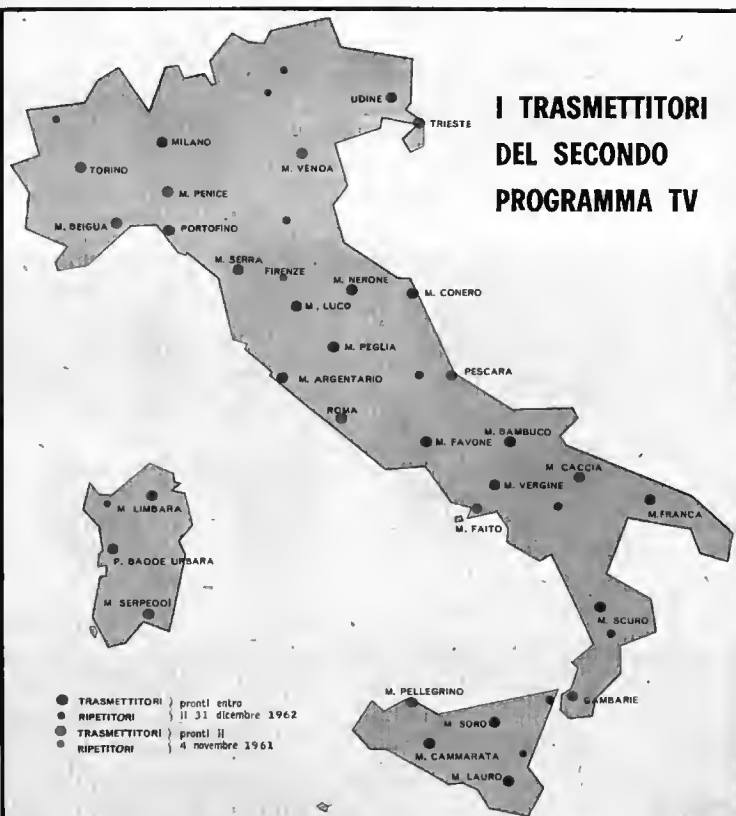 I TRASMETTITORI
DEL SECONDO
PROGRAMMA TV
UDINE
TRIESTE
MILANO
M. VENDA
TORINO
M. PENICE
M. BEIGUA
PORTOFINO
M. SERRA
FIRENZE
M. NERONE
M. CONERO
M. LUCO
M. PEGLIA
M. ARGENTARIO
PESCARA
ROMA
M. FAVONE
M. BAMBUCO
M. CACCIA
M. VERGINE
M. FRANCA
M. FAITO
M. LIMBARA
P. BADDE URBARA
M SERPEDDÌ
M. SCURO
GAMBARIE
M. PELLEGRINO
M. SORO
M. CAMMARATA
M. LAURO
TRASMETTITORI } pronti entro
RIPETITORI } il 31 dicembre 1962
TRASMETTITORI } pronti il
RIPETITORI } 4 novembre 1961